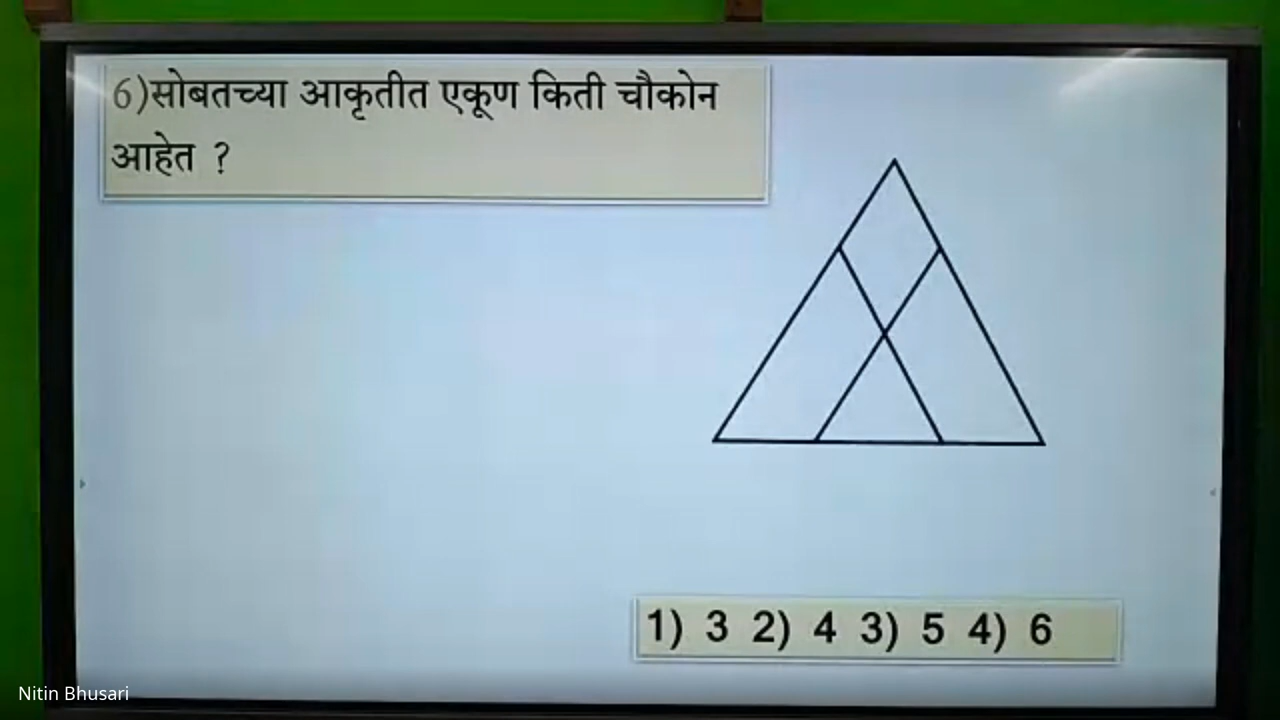 6)सोबतच्या आकृतीत एकूण किती चौकोन
आहेत ?
1) 3 2) 4 3) 5 4) 6
Nitin Bhusari